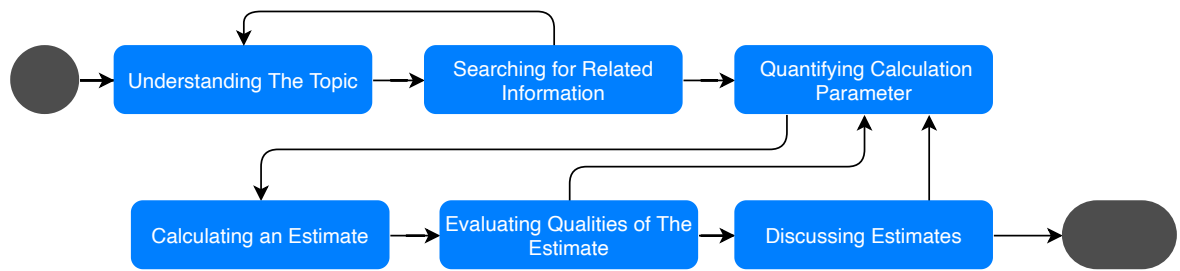 Understanding The Topic
Searching for Related
Information
Quantifying Calculation
Parameter
Calculating an Estimate
Evaluating Qualities of The
Estimate
Discussing Estimates